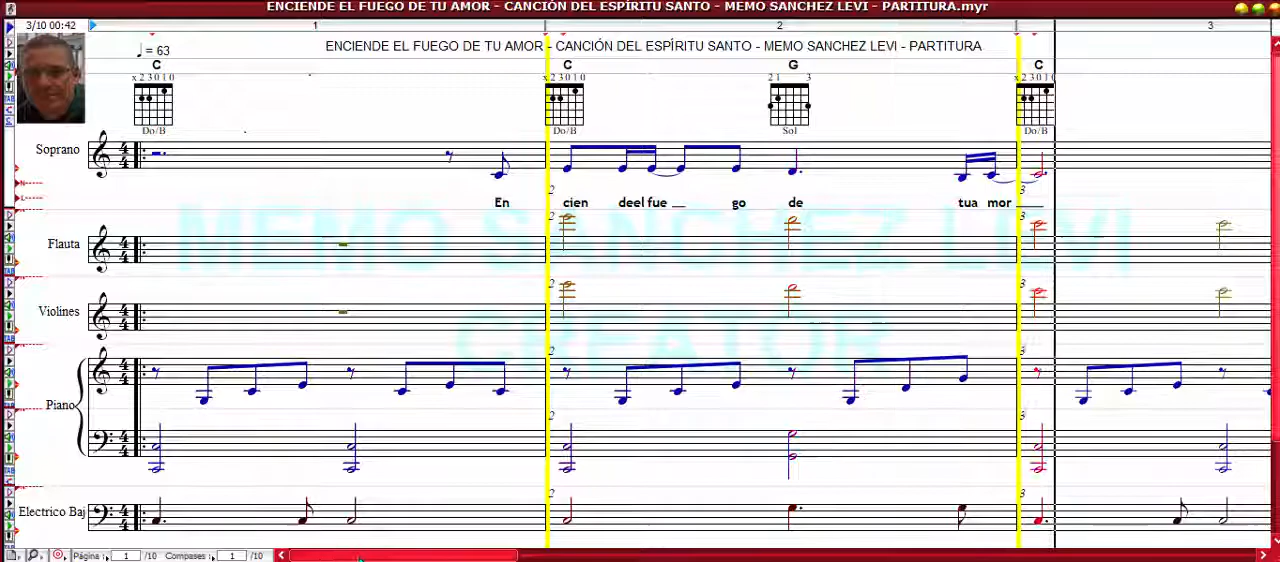 ENCIENDE EL FUEGO DE TU AMOR - CANCIÓN DEL ESPÍRITU SANTO - MEMO SANCHEZ LEVI - PARTITURA.myr
3/10 00:42
1 2 3
♩ = 63
ENCIENDE EL FUEGO DE TU AMOR - CANCIÓN DEL ESPÍRITU SANTO - MEMO SANCHEZ LEVI - PARTITURA
C C G C
x 2 3 0 1 0 x 2 3 0 1 0 2 1 3 x 2 3 0 1 0
Do/B Do/B Sol Do/B
Soprano
En cien deel fue __ go de tua mor ____
MEMO SANCHEZ LEVI
CREATOR
Flauta
Violines
Piano
Electrico Baj
Página: 1 /10 Compases: 1 /10